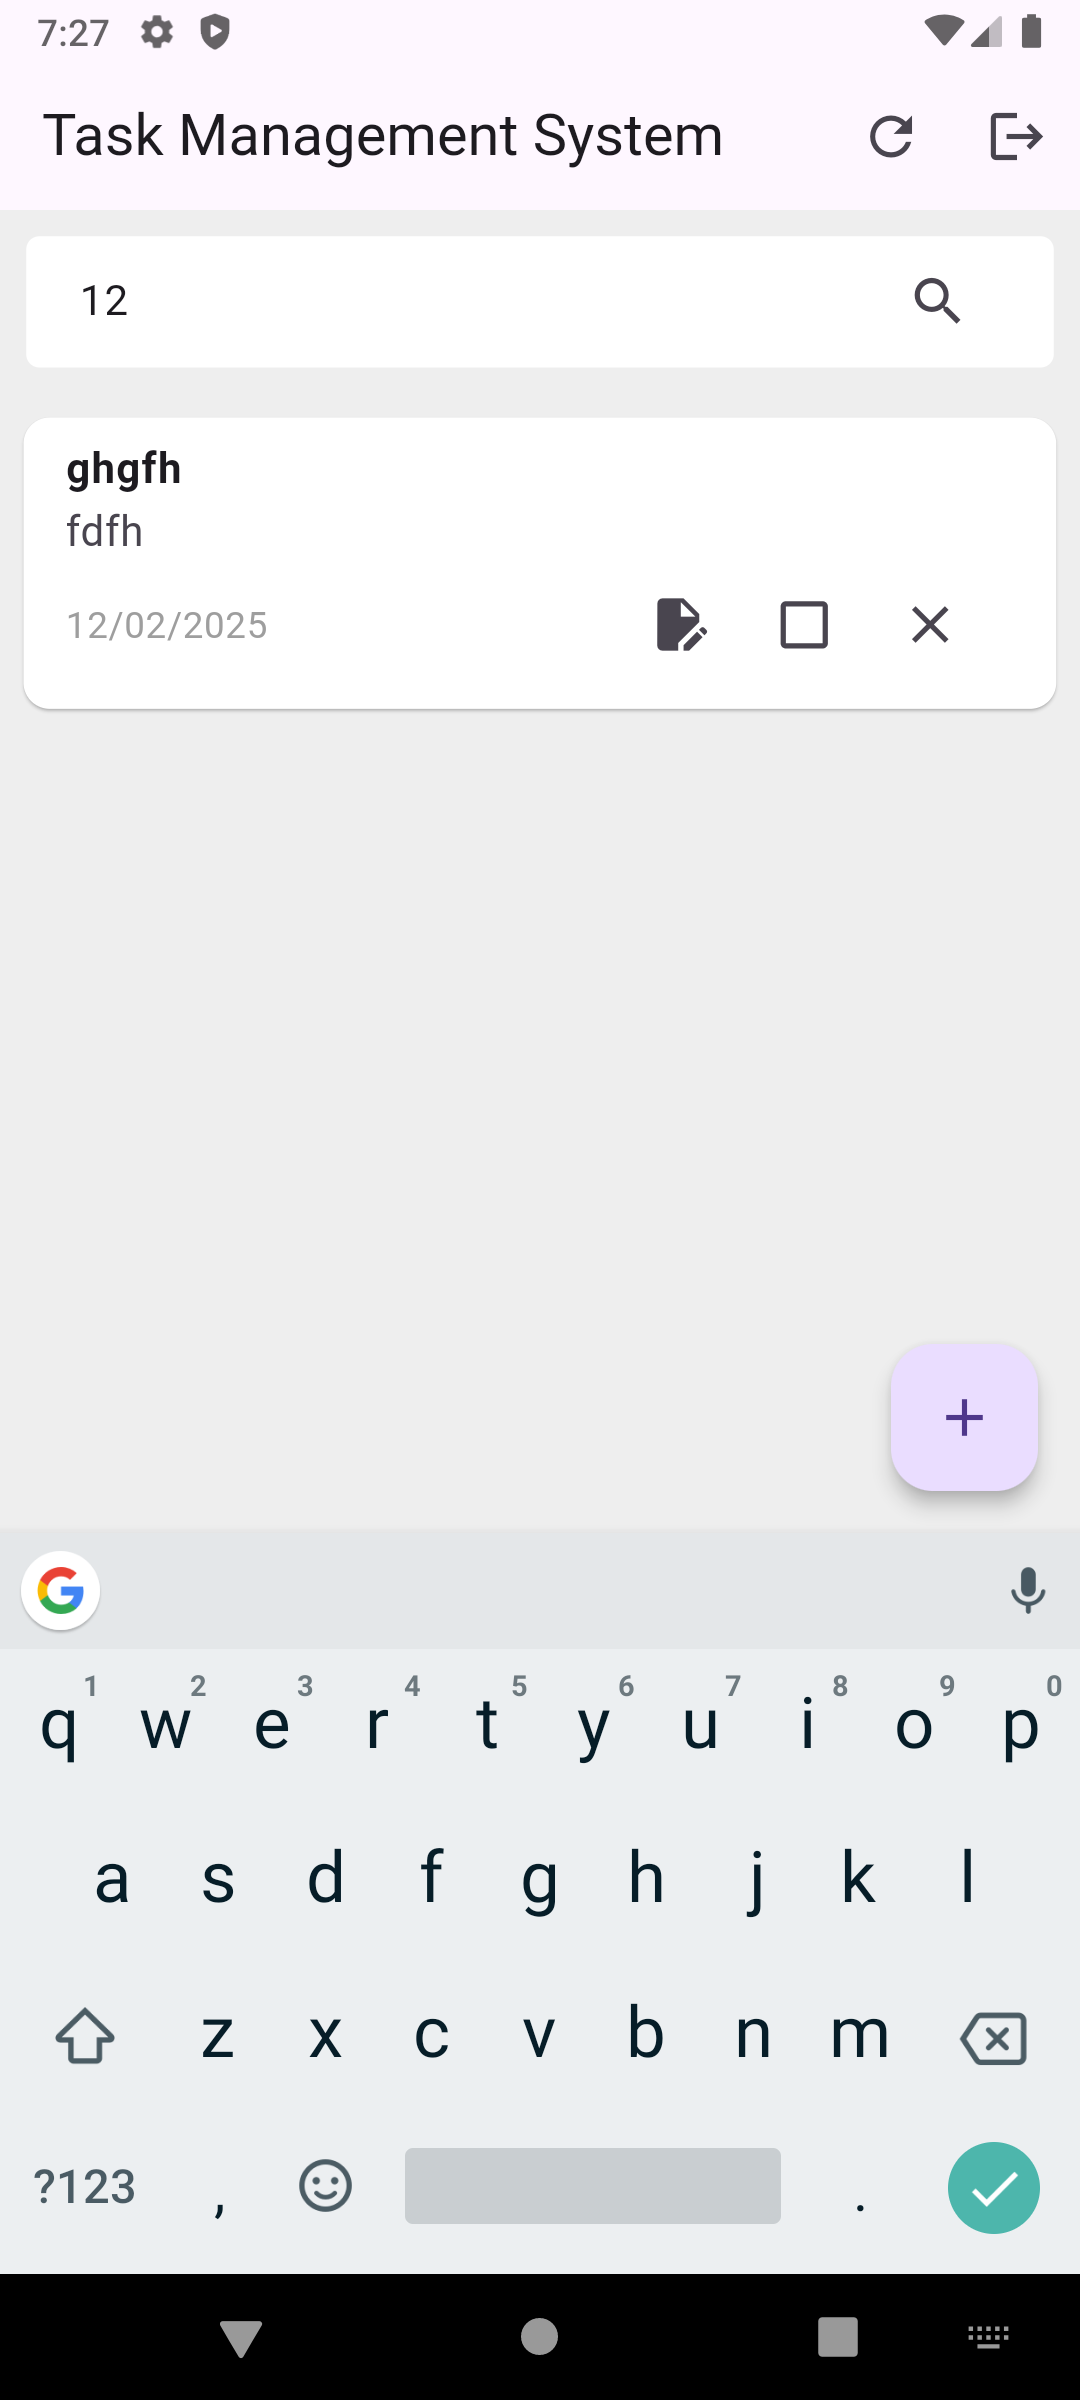 7:27
Task Management System
12
ghgfh
fdfh
12/02/2025
1 2 3 4 5 6 7 8 9 0
q w e r t y u i o p
a s d f g h j k l
z x c v b n m
?123 , .